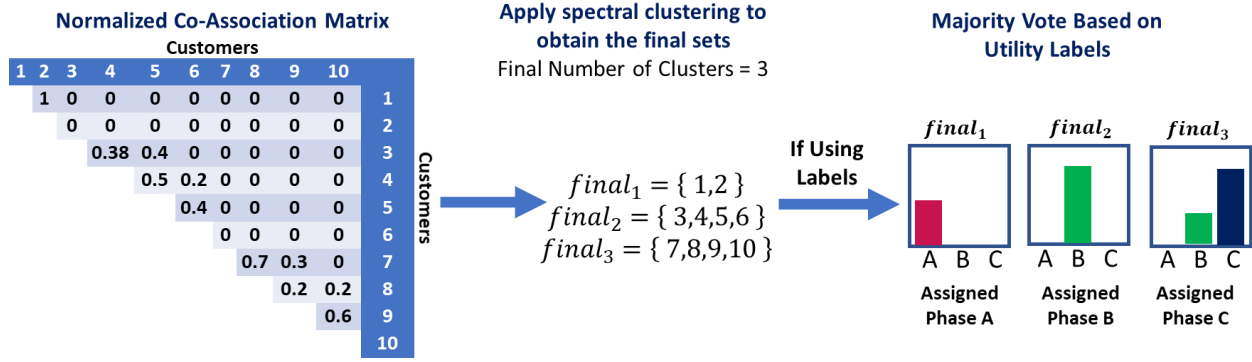 Normalized Co-Association Matrix
Customers
1 2 3 4 5 6 7 8 9 10
1 0 0 0 0 0 0 0 0 1
0 0 0 0 0 0 0 0 2
0.38 0.4 0 0 0 0 0 3
0.5 0.2 0 0 0 0 4
0.4 0 0 0 0 5
0 0 0 0 6
0.7 0.3 0 7
0.2 0.2 8
0.6 9
10
Customers
Apply spectral clustering to
obtain the final sets
Final Number of Clusters = 3
final₁ = { 1,2 }
final₂ = { 3,4,5,6 }
final₃ = { 7,8,9,10 }
If Using
Labels
Majority Vote Based on
Utility Labels
final₁ final₂ final₃
A B C A B C A B C
Assigned Assigned Assigned
Phase A Phase B Phase C